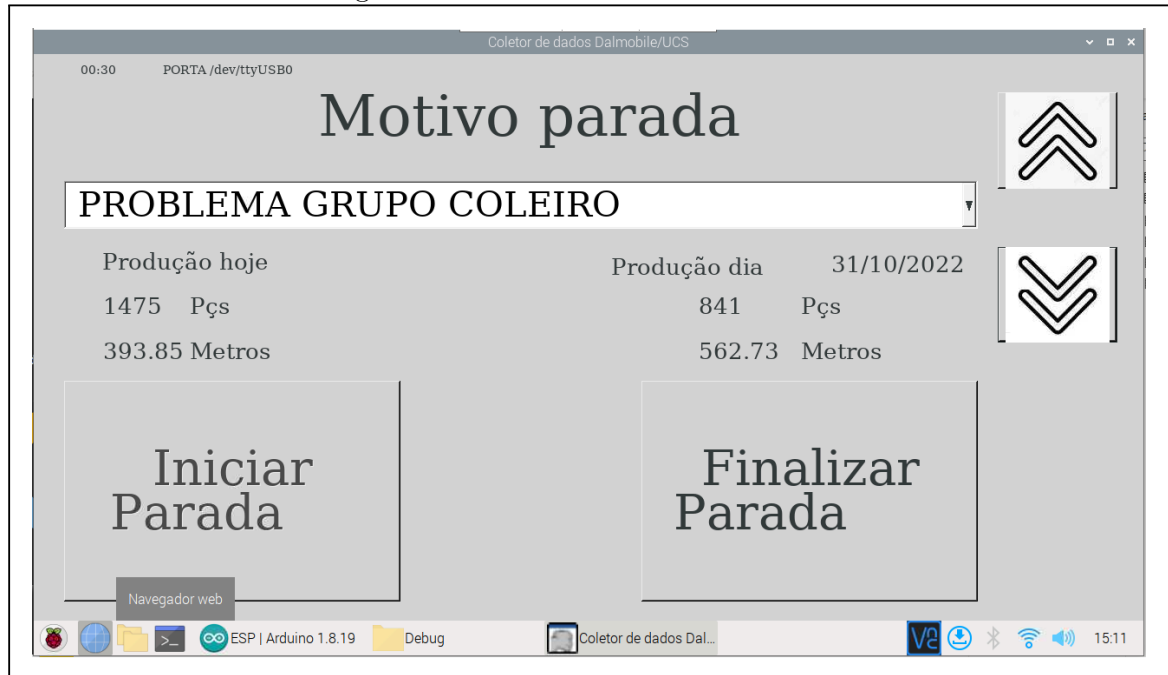 Coletor de dados Dalmobile/UCS
00:30 PORTA /dev/ttyUSB0
Motivo parada
PROBLEMA GRUPO COLEIRO
Produção hoje
1475 Pçs
393.85 Metros
Produção dia 31/10/2022
841 Pçs
562.73 Metros
Iniciar
Parada
Finalizar
Parada
Navegador web
ESP | Arduino 1.8.19
Debug
Coletor de dados Dal...
15:11